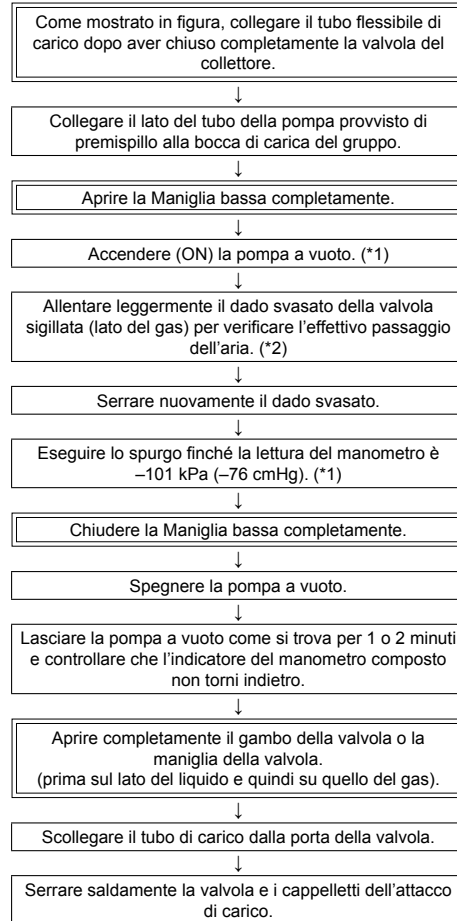 Come mostrato in figura, collegare il tubo flessibile di
carico dopo aver chiuso completamente la valvola del
collettore.
↓
Collegare il lato del tubo della pompa provvisto di
premispillo alla bocca di carica del gruppo.
↓
Aprire la Maniglia bassa completamente.
↓
Accendere (ON) la pompa a vuoto. (*1)
↓
Allentare leggermente il dado svasato della valvola
sigillata (lato del gas) per verificare l’effettivo passaggio
dell’aria. (*2)
↓
Serrare nuovamente il dado svasato.
↓
Eseguire lo spurgo finché la lettura del manometro è
–101 kPa (–76 cmHg). (*1)
↓
Chiudere la Maniglia bassa completamente.
↓
Spegnere la pompa a vuoto.
↓
Lasciare la pompa a vuoto come si trova per 1 o 2 minuti
e controllare che l’indicatore del manometro composto
non torni indietro.
↓
Aprire completamente il gambo della valvola o la
maniglia della valvola.
(prima sul lato del liquido e quindi su quello del gas).
↓
Scollegare il tubo di carico dalla porta della valvola.
↓
Serrare saldamente la valvola e i cappelletti dell’attacco
di carico.